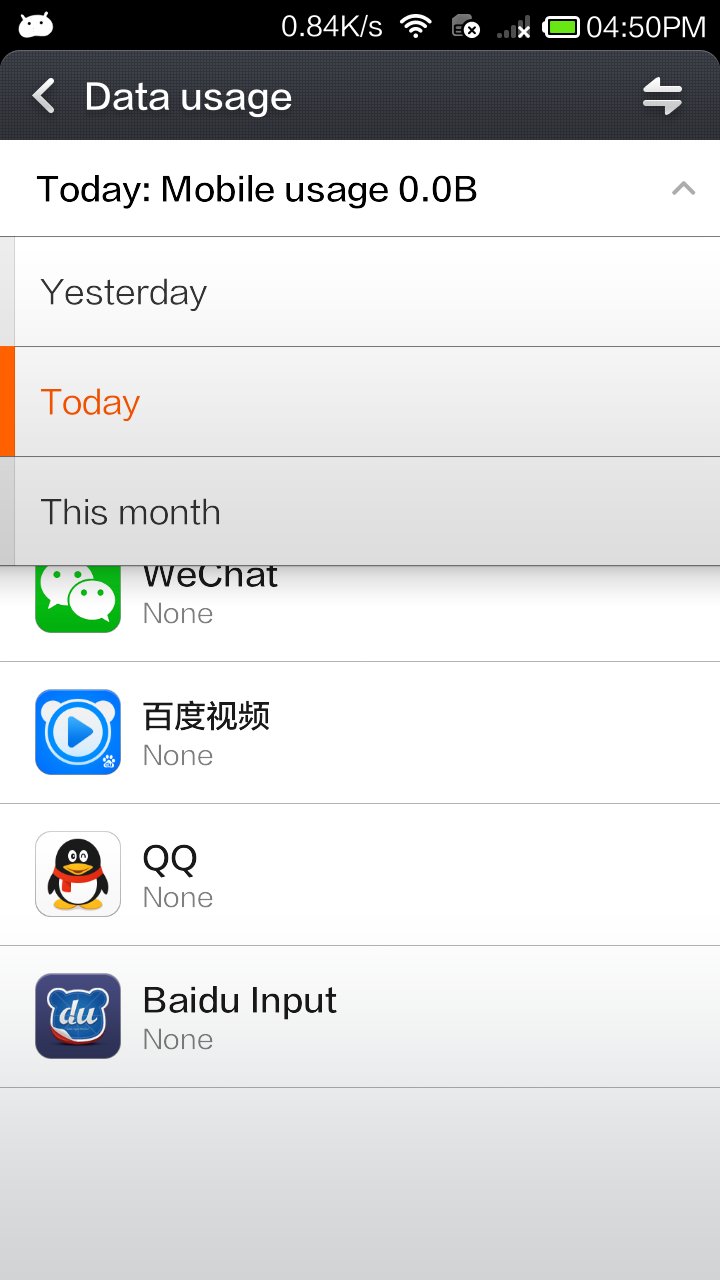 0.84K/s 04:50PM
Data usage
Today: Mobile usage 0.0B
Yesterday
Today
This month
WeChat
None
百度视频
None
QQ
None
du
Baidu Input
None